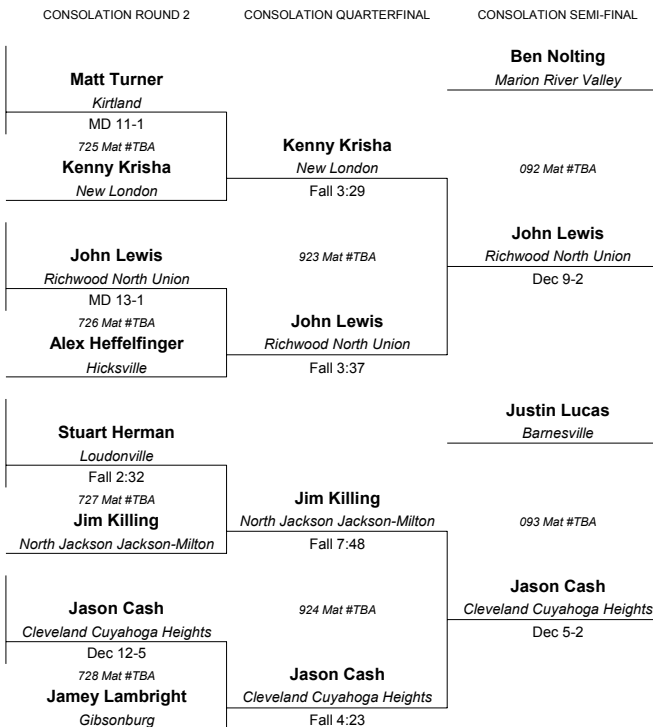 CONSOLATION ROUND 2
CONSOLATION QUARTERFINAL
CONSOLATION SEMI-FINAL
Matt Turner
Kirtland
MD 11-1
725 Mat #TBA
Kenny Krisha
New London
John Lewis
Richwood North Union
MD 13-1
726 Mat #TBA
Alex Heffelfinger
Hicksville
Stuart Herman
Loudonville
Fall 2:32
727 Mat #TBA
Jim Killing
North Jackson Jackson-Milton
Jason Cash
Cleveland Cuyahoga Heights
Dec 12-5
728 Mat #TBA
Jamey Lambright
Gibsonburg
Kenny Krisha
New London
Fall 3:29
923 Mat #TBA
John Lewis
Richwood North Union
Fall 3:37
Jim Killing
North Jackson Jackson-Milton
Fall 7:48
924 Mat #TBA
Jason Cash
Cleveland Cuyahoga Heights
Fall 4:23
Ben Nolting
Marion River Valley
092 Mat #TBA
John Lewis
Richwood North Union
Dec 9-2
Justin Lucas
Barnesville
093 Mat #TBA
Jason Cash
Cleveland Cuyahoga Heights
Dec 5-2